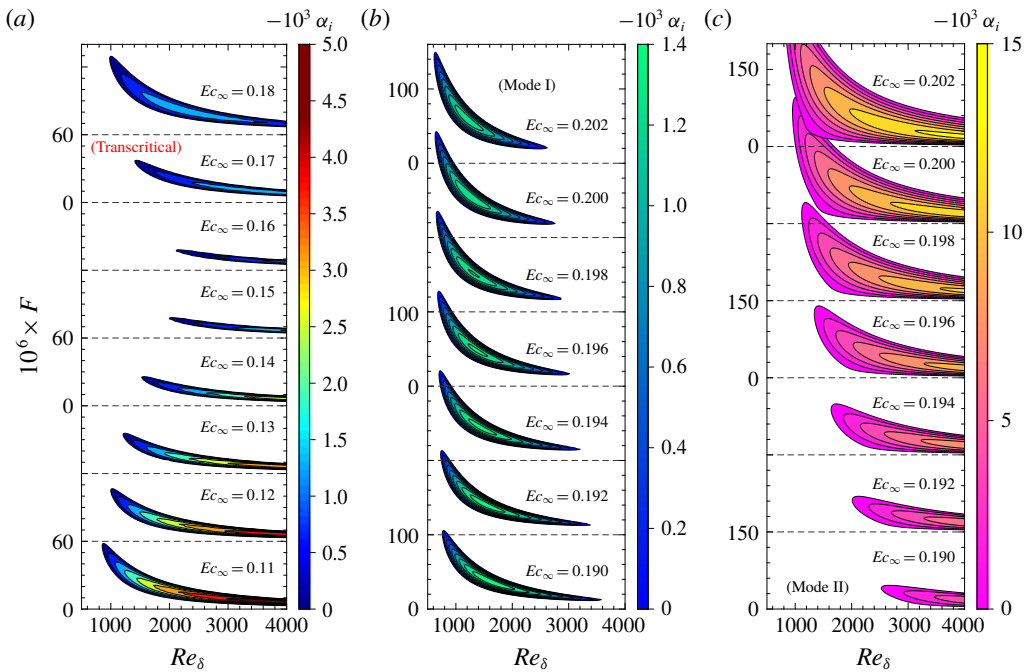 (a)
−10³ αᵢ
5.0
4.5
4.0
3.5
3.0
2.5
2.0
1.5
1.0
0.5
0
10⁶ × F
60
0
60
0
60
0
Ec∞ = 0.18
(Transcritical)
Ec∞ = 0.17
Ec∞ = 0.16
Ec∞ = 0.15
Ec∞ = 0.14
Ec∞ = 0.13
Ec∞ = 0.12
Ec∞ = 0.11
1000 2000 3000 4000
Reδ
(b)
−10³ αᵢ
1.4
1.2
1.0
0.8
0.6
0.4
0.2
0
100
0
100
0
100
0
(Mode I)
Ec∞ = 0.202
Ec∞ = 0.200
Ec∞ = 0.198
Ec∞ = 0.196
Ec∞ = 0.194
Ec∞ = 0.192
Ec∞ = 0.190
1000 2000 3000 4000
Reδ
(c)
−10³ αᵢ
15
10
5
0
150
0
150
0
150
0
Ec∞ = 0.202
Ec∞ = 0.200
Ec∞ = 0.198
Ec∞ = 0.196
Ec∞ = 0.194
Ec∞ = 0.192
Ec∞ = 0.190
(Mode II)
1000 2000 3000 4000
Reδ